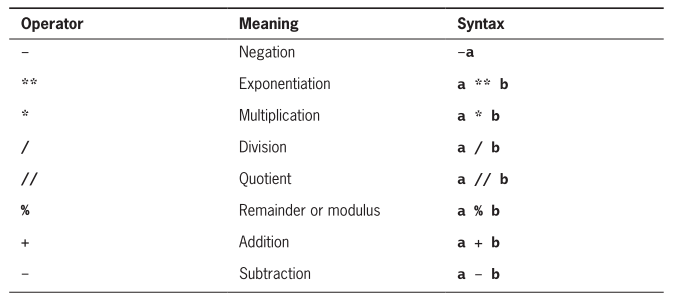 Operator Meaning Syntax
– Negation –a
** Exponentiation a ** b
* Multiplication a * b
/ Division a / b
// Quotient a // b
% Remainder or modulus a % b
+ Addition a + b
– Subtraction a – b